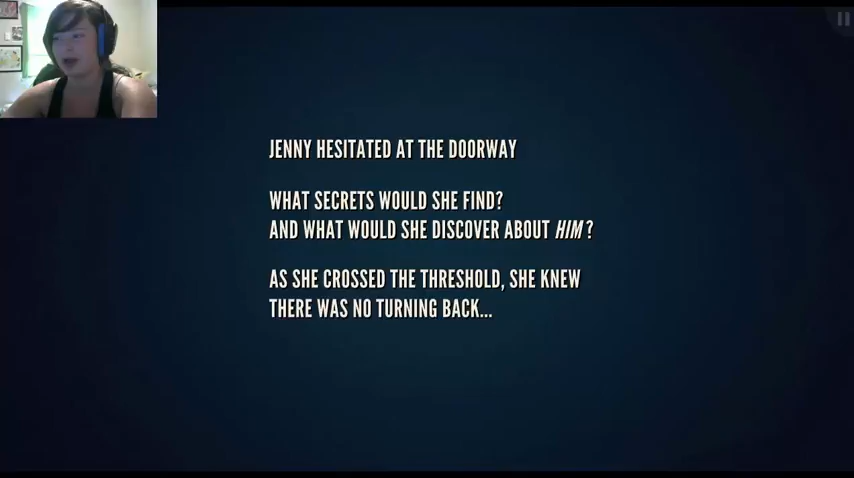 JENNY HESITATED AT THE DOORWAY
WHAT SECRETS WOULD SHE FIND?
AND WHAT WOULD SHE DISCOVER ABOUT HIM?
AS SHE CROSSED THE THRESHOLD, SHE KNEW
THERE WAS NO TURNING BACK...